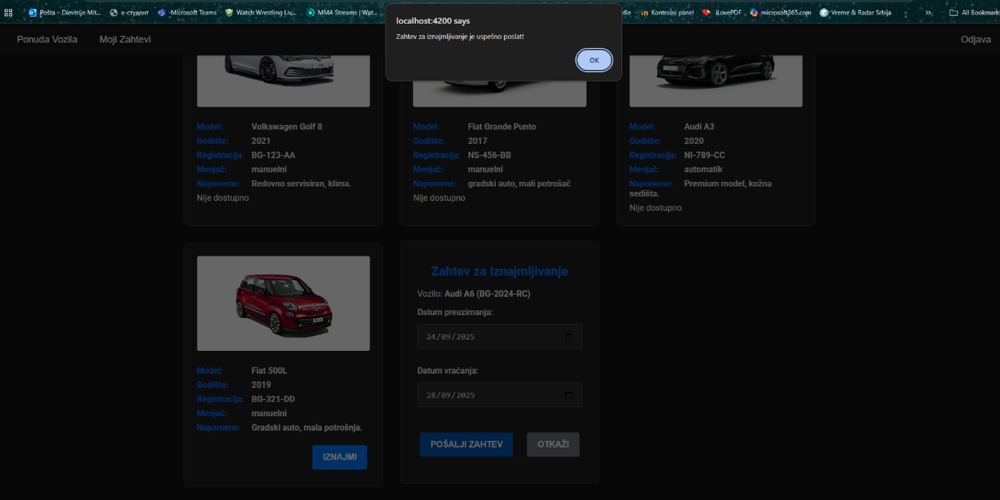 Pošta – Dimitrije Mit...
е-студент
Microsoft Teams
Watch Wrestling Liv...
MMA Streams | Wat...
dle
Kontrolni panel
iLovePDF
microsoft365.com
Vreme & Radar Srbija
All Bookmarks
localhost:4200 says
Zahtev za iznajmljivanje je uspešno poslat!
OK
Ponuda Vozila
Moji Zahtevi
Odjava
Model: Volkswagen Golf 8
Godište: 2021
Registracija: BG-123-AA
Menjač: manuelni
Napomene: Redovno servisiran, klima.
Nije dostupno
Model: Fiat Grande Punto
Godište: 2017
Registracija: NS-456-BB
Menjač: manuelni
Napomene: gradski auto, mali potrošač
Nije dostupno
Model: Audi A3
Godište: 2020
Registracija: NI-789-CC
Menjač: automatik
Napomene: Premium model, kožna
sedišta.
Nije dostupno
Model: Fiat 500L
Godište: 2019
Registracija: BG-321-DD
Menjač: manuelni
Napomene: Gradski auto, mala potrošnja.
IZNAJMI
Zahtev za Iznajmljivanje
Vozilo: Audi A6 (BG-2024-RC)
Datum preuzimanja:
24/09/2025
Datum vraćanja:
28/09/2025
POŠALJI ZAHTEV
OTKAŽI